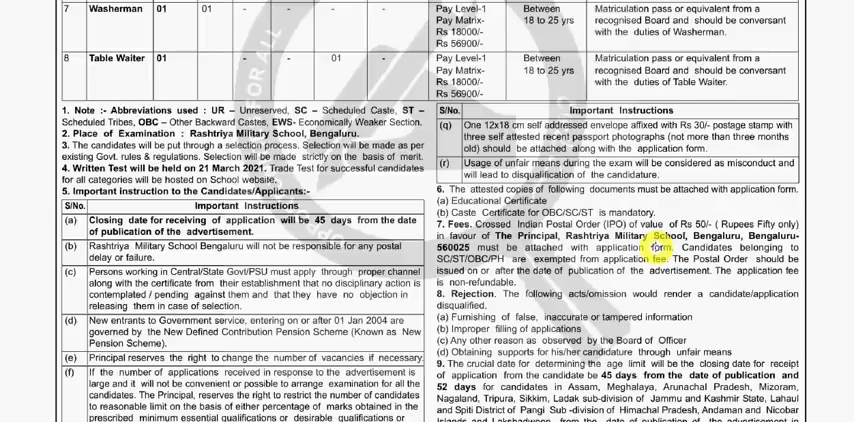 7 Washerman 01 01 - - - - Pay Level-1 Between Matriculation pass or equivalent from a
Pay Matrix- 18 to 25 yrs recognised Board and should be conversant
Rs 18000/- with the duties of Washerman.
Rs 56900/-
8 Table Waiter 01 - - 01 - Pay Level-1 Between Matriculation pass or equivalent from a
Pay Matrix- 18 to 25 yrs recognised Board and should be conversant
Rs 18000/- with the duties of Table Waiter.
Rs 56900/-
1. Note :- Abbreviations used : UR – Unreserved, SC – Scheduled Caste, ST –
Scheduled Tribes, OBC – Other Backward Castes, EWS- Economically Weaker Section.
2. Place of Examination : Rashtriya Military School, Bengaluru.
3. The candidates will be put through a selection process. Selection will be made as per
existing Govt. rules & regulations. Selection will be made strictly on the basis of merit.
4. Written Test will be held on 21 March 2021. Trade Test for successful candidates
for all categories will be hosted on School website.
5. Important instruction to the Candidates/Applicants:-
S/No. Important Instructions
(a) Closing date for receiving of application will be 45 days from the date
of publication of the advertisement.
(b) Rashtriya Military School Bengaluru will not be responsible for any postal
delay or failure.
(c) Persons working in Central/State Govt/PSU must apply through proper channel
along with the certificate from their establishment that no disciplinary action is
contemplated / pending against them and that they have no objection in
releasing them in case of selection.
(d) New entrants to Government service, entering on or after 01 Jan 2004 are
governed by the New Defined Contribution Pension Scheme (Known as New
Pension Scheme).
(e) Principal reserves the right to change the number of vacancies if necessary.
(f) If the number of applications received in response to the advertisement is
large and it will not be convenient or possible to arrange examination for all the
candidates. The Principal, reserves the right to restrict the number of candidates
to reasonable limit on the basis of either percentage of marks obtained in the
prescribed minimum essential qualifications or desirable qualifications or
S/No. Important Instructions
(q) One 12x18 cm self addressed envelope affixed with Rs 30/- postage stamp with
three self attested recent passport photographs (not more than three months
old) should be attached along with the application form.
(r) Usage of unfair means during the exam will be considered as misconduct and
will lead to disqualification of the candidature.
6. The attested copies of following documents must be attached with application form.
(a) Educational Certificate
(b) Caste Certificate for OBC/SC/ST is mandatory.
7. Fees. Crossed Indian Postal Order (IPO) of value of Rs 50/- ( Rupees Fifty only)
in favour of The Principal, Rashtriya Military School, Bengaluru, Bengaluru-
560025 must be attached with application form. Candidates belonging to
SC/ST/OBC/PH are exempted from application fee. The Postal Order should be
issued on or after the date of publication of the advertisement. The application fee
is non-refundable.
8. Rejection. The following acts/omission would render a candidate/application
disqualified.
(a) Furnishing of false, inaccurate or tampered information
(b) Improper filling of applications
(c) Any other reason as observed by the Board of Officer
(d) Obtaining supports for his/her candidature through unfair means
9. The crucial date for determining the age limit will be the closing date for receipt
of application from the candidate be 45 days from the date of publication and
52 days for candidates in Assam, Meghalaya, Arunachal Pradesh, Mizoram,
Nagaland, Tripura, Sikkim, Ladak sub-division of Jammu and Kashmir State, Lahaul
and Spiti District of Pangi Sub -division of Himachal Pradesh, Andaman and Nicobar
Islands and Lakshadweep from the date of publication of the advertisement in
FOR ALL